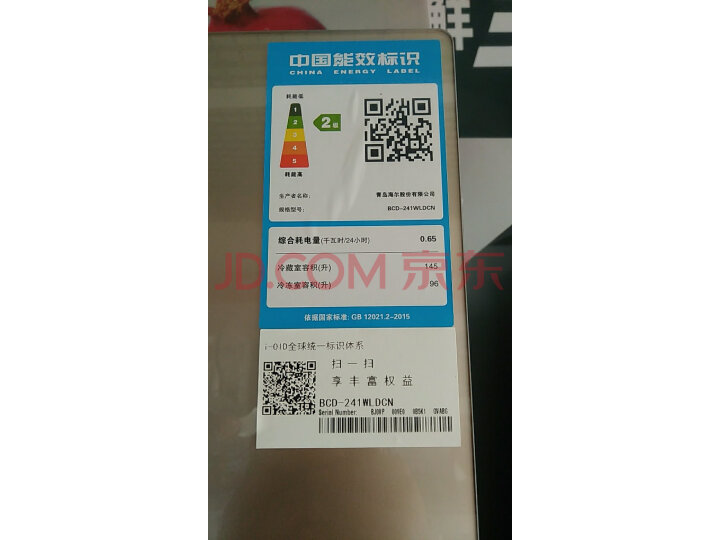 鲜
中国能效标识
CHINA ENERGY LABEL
耗能低
1
2
3
4
5
2级
耗能高
生产者名称:
青岛海尔股份有限公司
规格型号:
BCD-241WLDCN
综合耗电量(千瓦时/24小时) 0.65
冷藏室容积(升) 145
冷冻室容积(升) 96
JD.COM 京东
依据国家标准: GB 12021.2-2015
i-OID全球统一标识体系
扫一扫
享丰富权益
BCD-241WLDCN
Serial Number: